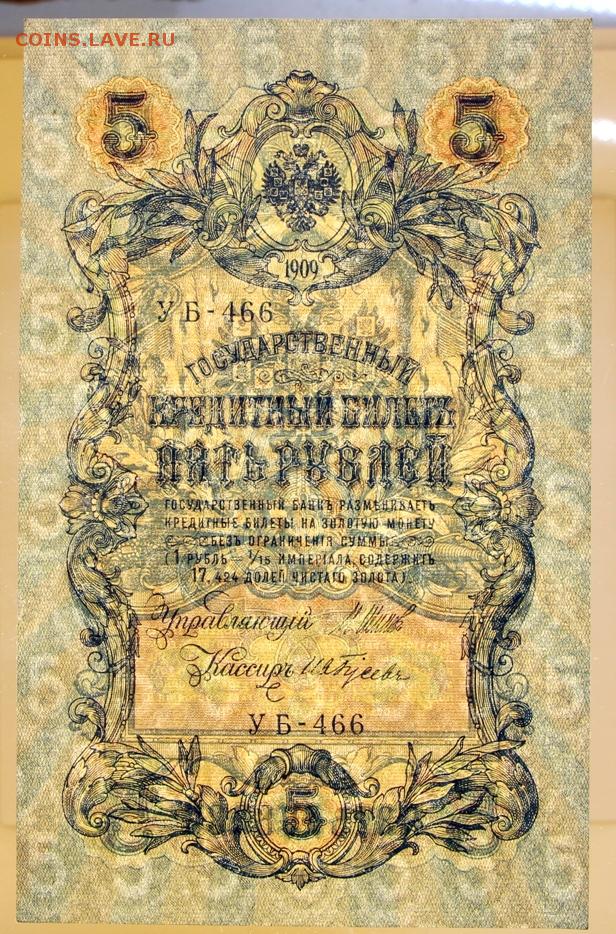 COINS.LAVE.RU
5 5
1909
УБ-466
ГОСУДАРСТВЕННЫЙ
КРЕДИТНЫЙ БИЛЕТЪ
ПЯТЬ РУБЛЕЙ
ГОСУДАРСТВЕННЫЙ БАНКЪ РАЗМѢНИВАЕТЪ
КРЕДИТНЫЕ БИЛЕТЫ НА ЗОЛОТУЮ МОНЕТУ
БЕЗЪ ОГРАНИЧЕНІЯ СУММЫ
(1 РУБЛЬ = 1/15 ИМПЕРІАЛА, СОДЕРЖИТЪ
17,424 ДОЛЕЙ ЧИСТАГО ЗОЛОТА).
Управляющій И. Шиповъ
Кассиръ Гусевъ
УБ-466
5